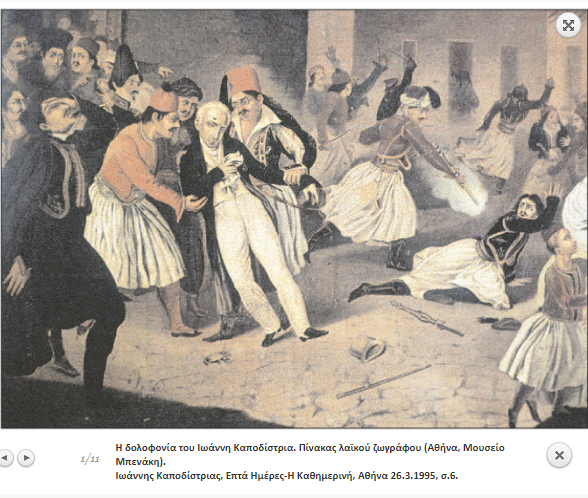 1/11
Η δολοφονία του Ιωάννη Καποδίστρια. Πίνακας λαϊκού ζωγράφου (Αθήνα, Μουσείο
Μπενάκη).
Ιωάννης Καποδίστριας, Επτά Ημέρες-Η Καθημερινή, Αθήνα 26.3.1995, σ.6.